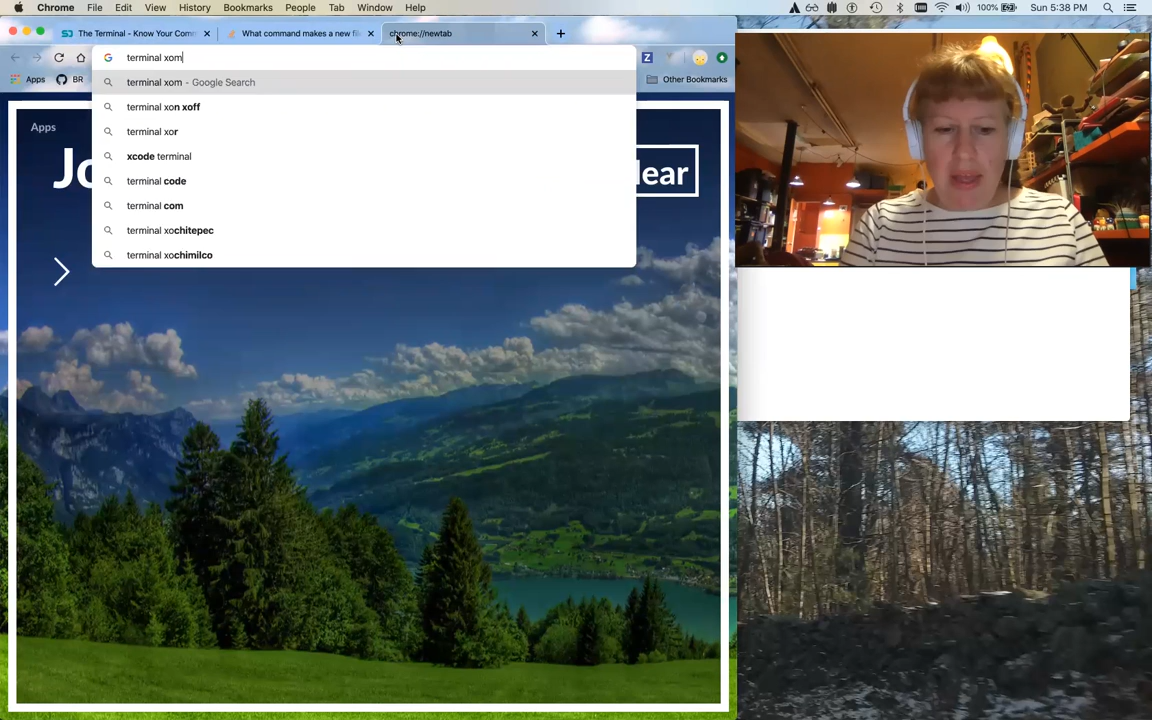 Chrome File Edit View History Bookmarks People Tab Window Help
100% Sun 5:38 PM
The Terminal - Know Your Com
What command makes a new fil
chrome://newtab
terminal xom
Apps BR Other Bookmarks
terminal xom - Google Search
terminal xon xoff
terminal xor
xcode terminal
terminal code
terminal com
terminal xochitepec
terminal xochimilco
Apps
Jo
lear